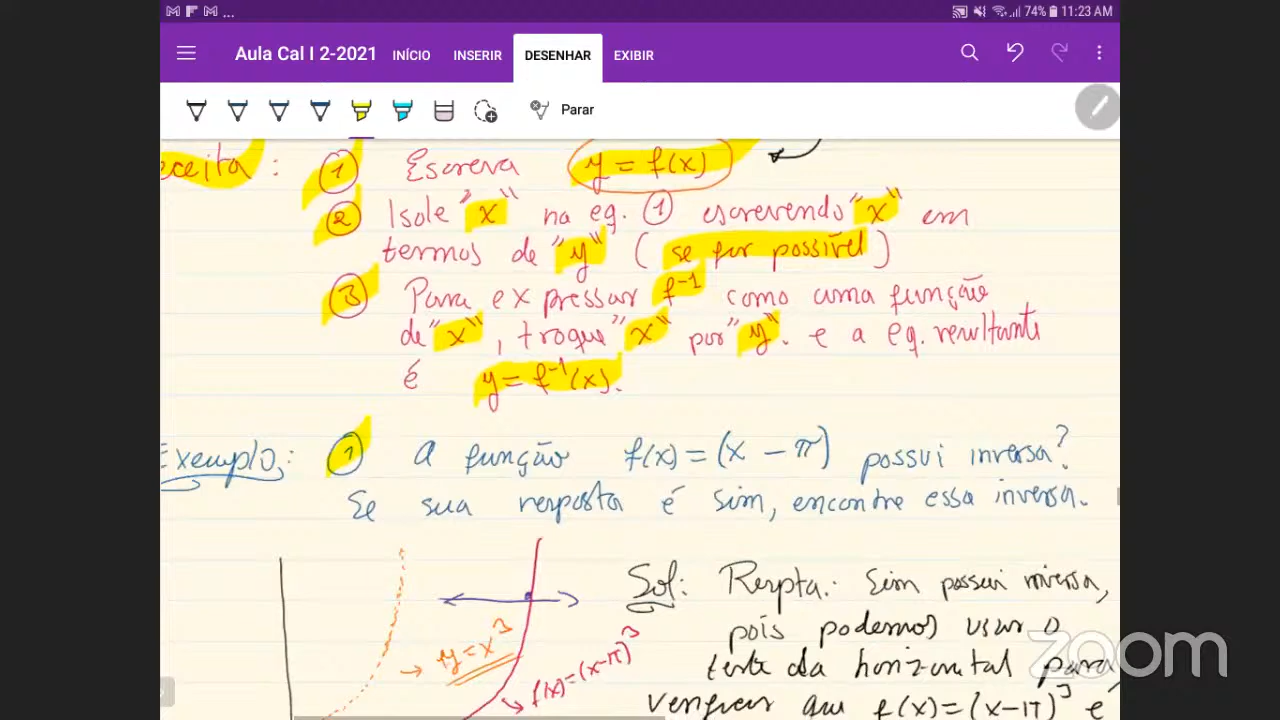 74% 11:23 AM
Aula Cal I 2-2021 INÍCIO INSERIR DESENHAR EXIBIR
Parar
eceita: ① Escreva y = f(x)
② Isole "x" na eq. ① escrevendo "x" em
termos de "y" (se for possível)
③ Para expressar f⁻¹ como uma função
de "x", troque "x" por "y". e a eq. resultante
é y = f⁻¹(x).
Exemplo: ① A função f(x) = (x - π) possui inversa?
Se sua resposta é sim, encontre essa inversa.
Sol: Respta: Sim possui inversa,
pois podemos usar o
teste da horizontal para
verificar que f(x) = (x-π)³ é
→ y = x³
→ f(x) = (x-π)³
zoom